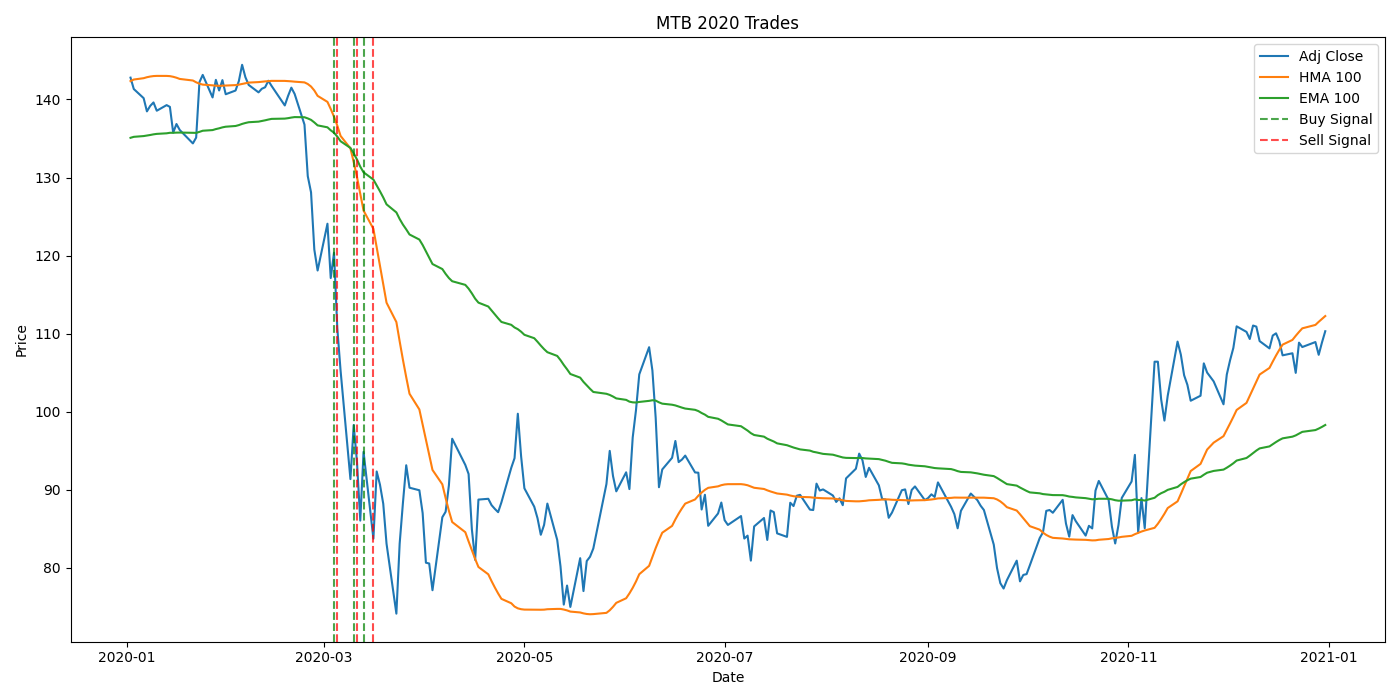 MTB 2020 Trades
Price
140
130
120
110
100
90
80
Adj Close
HMA 100
EMA 100
Buy Signal
Sell Signal
2020-01
2020-03
2020-05
2020-07
2020-09
2020-11
2021-01
Date